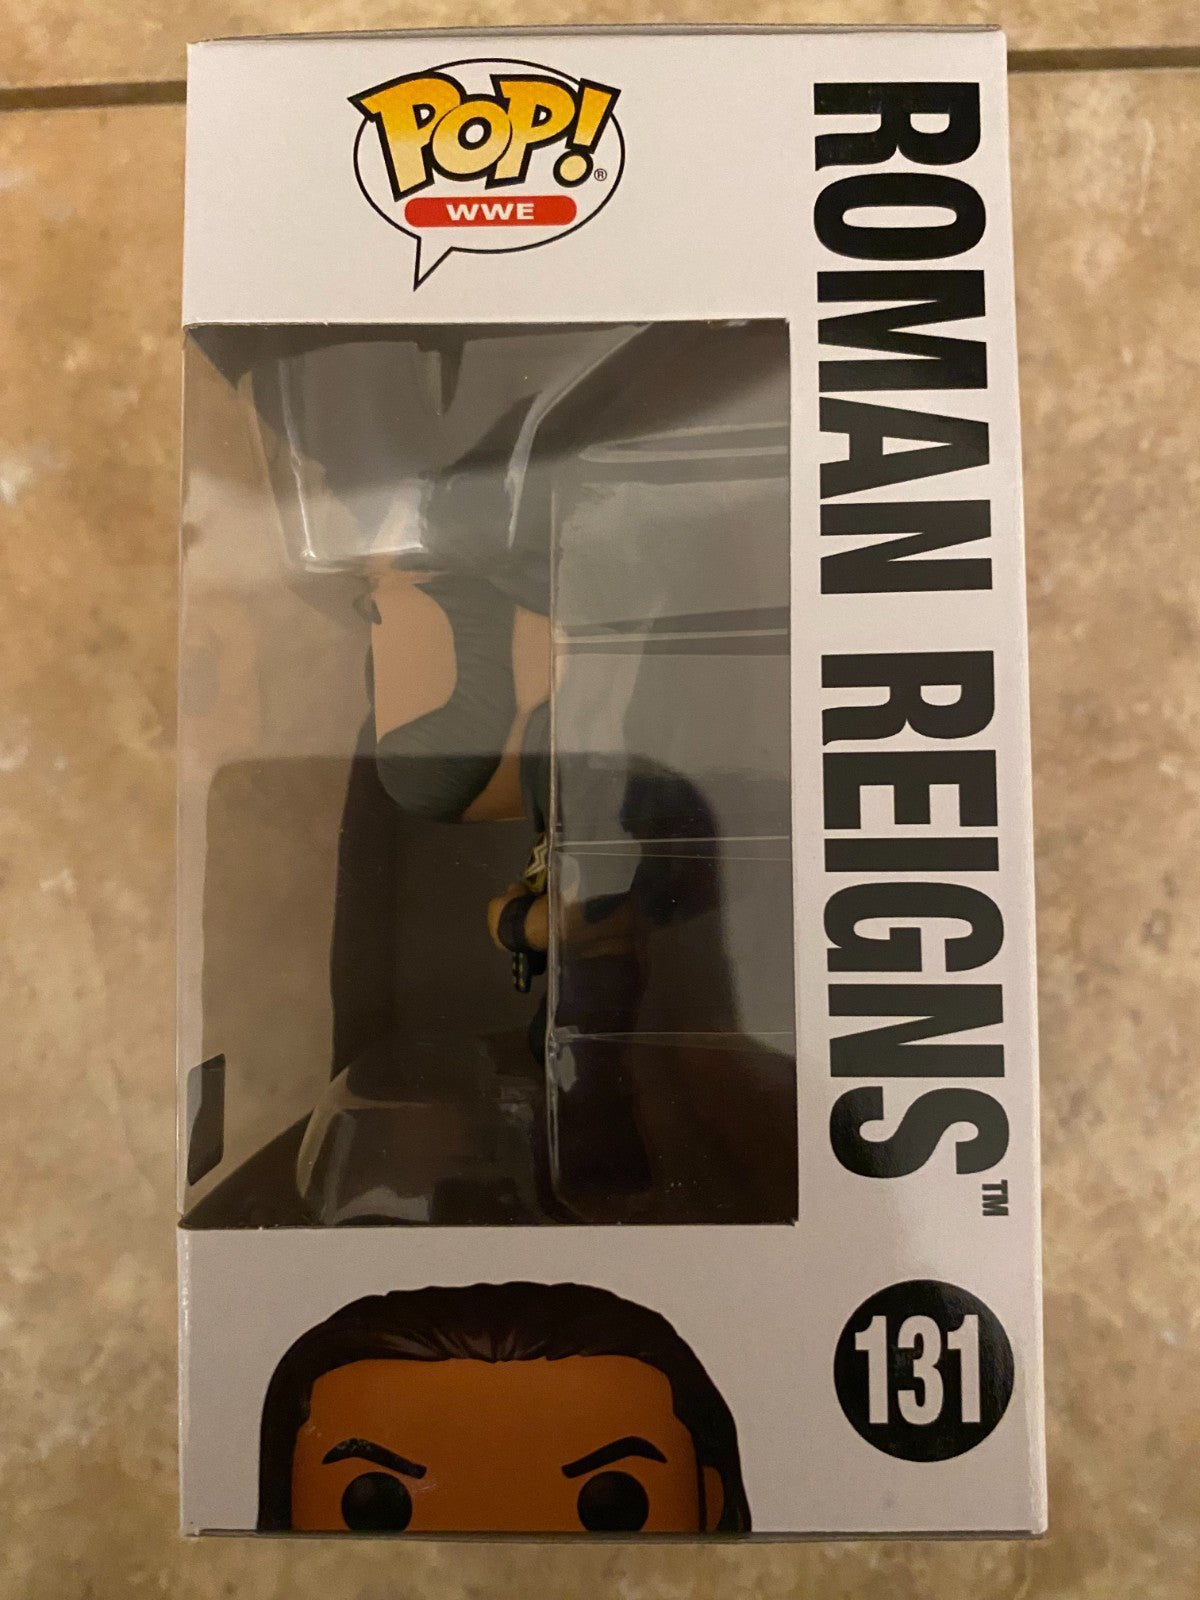 POP!®
WWE
ROMAN REIGNS™
131